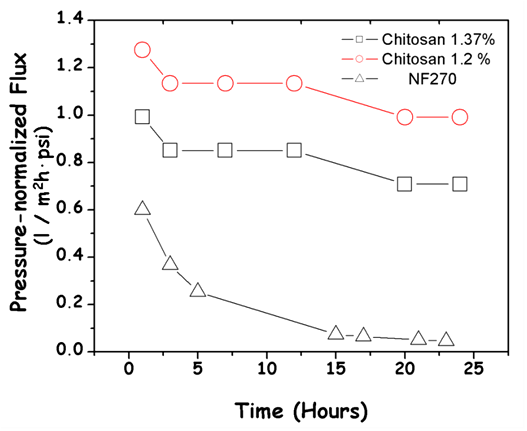 Chitosan 1.37%
Chitosan 1.2 %
NF270
Pressure-normalized Flux
(l / m²h·psi)
1.4
1.2
1.0
0.8
0.6
0.4
0.2
0.0
0 5 10 15 20 25
Time (Hours)